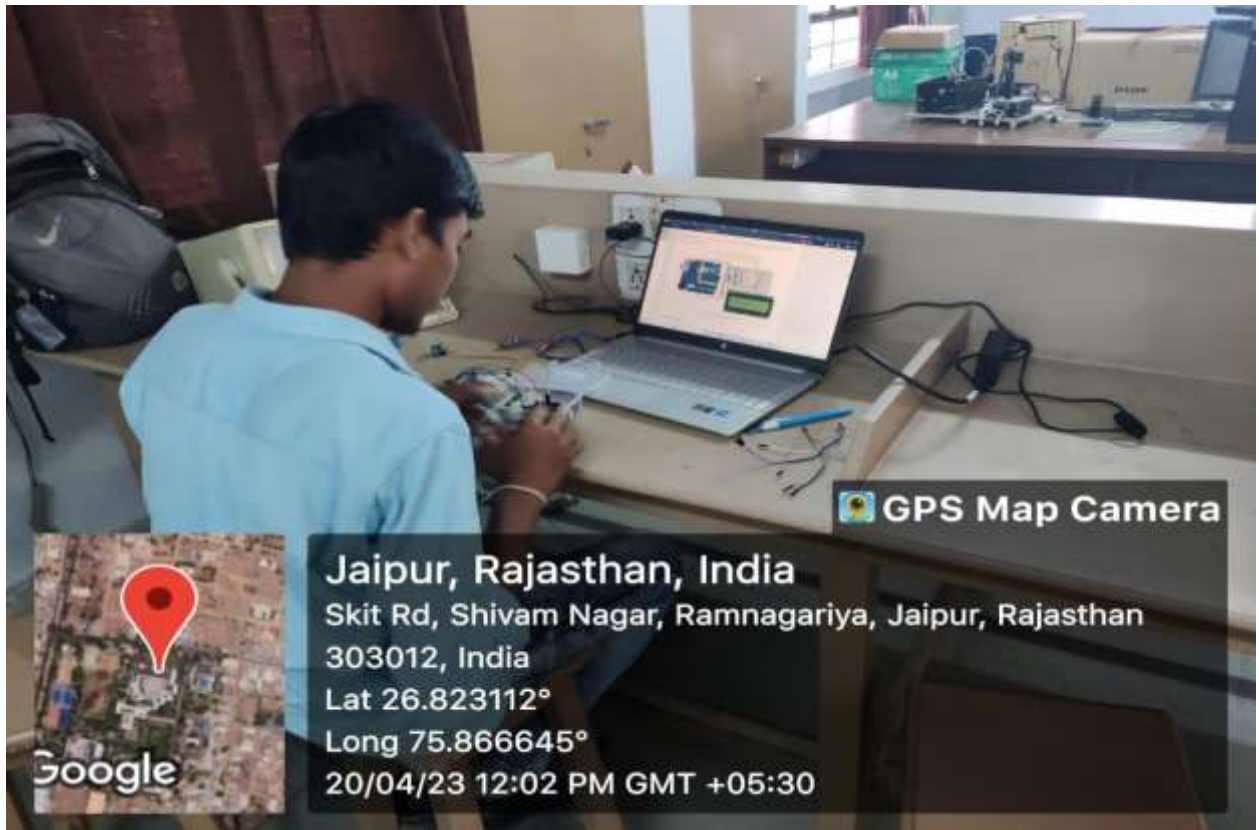 GPS Map Camera
Jaipur, Rajasthan, India
Skit Rd, Shivam Nagar, Ramnagariya, Jaipur, Rajasthan
303012, India
Lat 26.823112°
Long 75.866645°
20/04/23 12:02 PM GMT +05:30
Google